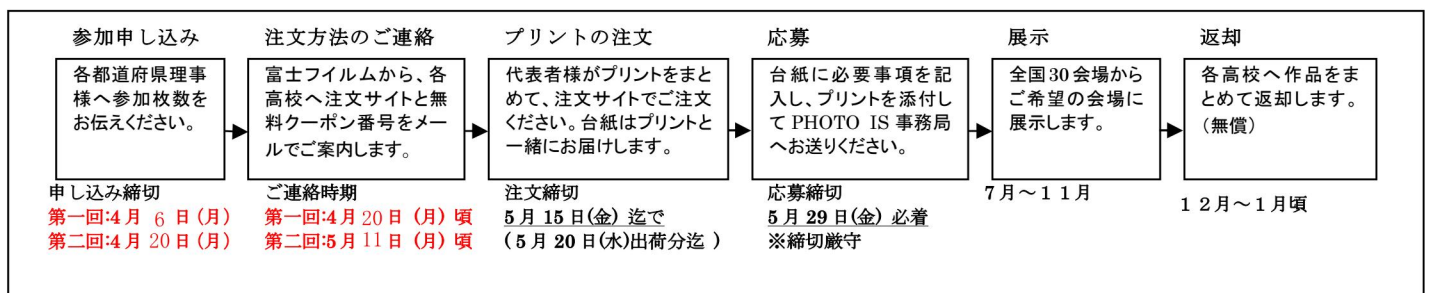 参加申し込み
各都道府県理事
様へ参加枚数を
お伝えください。
申し込み締切
第一回:4月 6 日(月)
第二回:4月 20 日(月)
注文方法のご連絡
富士フイルムから、各
高校へ注文サイトと無
料クーポン番号をメー
ルでご案内します。
ご連絡時期
第一回:4月 20 日 (月) 頃
第二回:5月 11 日 (月) 頃
プリントの注文
代表者様がプリントをまと
めて、注文サイトでご注文
ください。台紙はプリントと
一緒にお届けします。
注文締切
5月 15日(金) 迄で
(5月 20 日(水)出荷分迄 )
応募
台紙に必要事項を記
入し、プリントを添付し
て PHOTO IS 事務局
へお送りください。
応募締切
5月 29日(金) 必着
※締切厳守
展示
全国30会場から
ご希望の会場に
展示します。
7月～11月
返却
各高校へ作品をま
とめて返却します。
(無償)
12月～1月頃